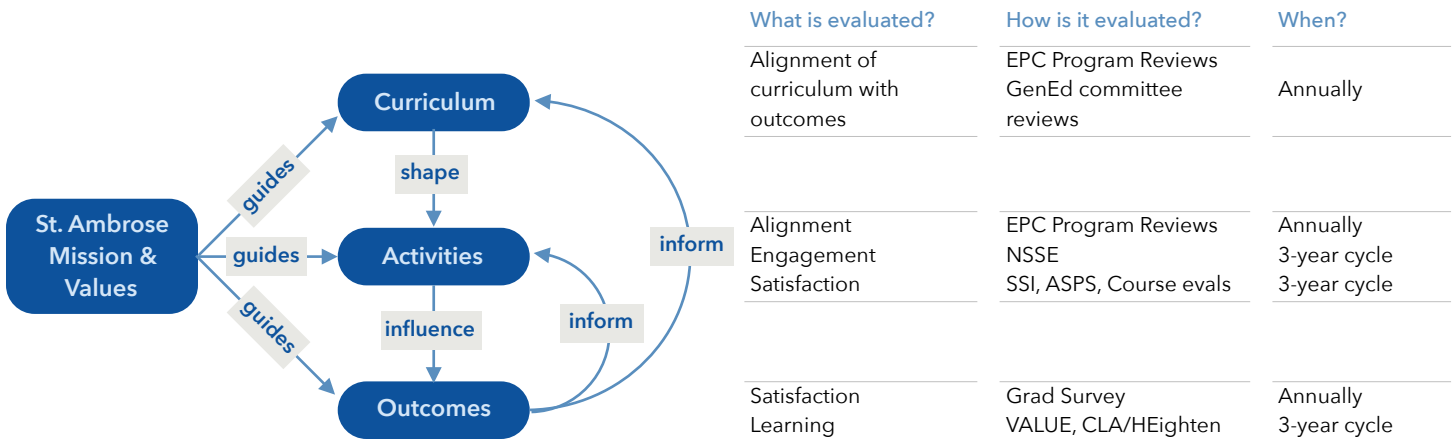 What is evaluated? How is it evaluated? When?
Alignment of curriculum with outcomes
EPC Program Reviews
GenEd committee reviews
Annually
Curriculum
guides
shape
St. Ambrose
Mission &
Values
guides
Activities
inform
Alignment EPC Program Reviews Annually
Engagement NSSE 3-year cycle
Satisfaction SSI, ASPS, Course evals 3-year cycle
guides
influence
inform
Outcomes
Satisfaction Grad Survey Annually
Learning VALUE, CLA/HEighten 3-year cycle